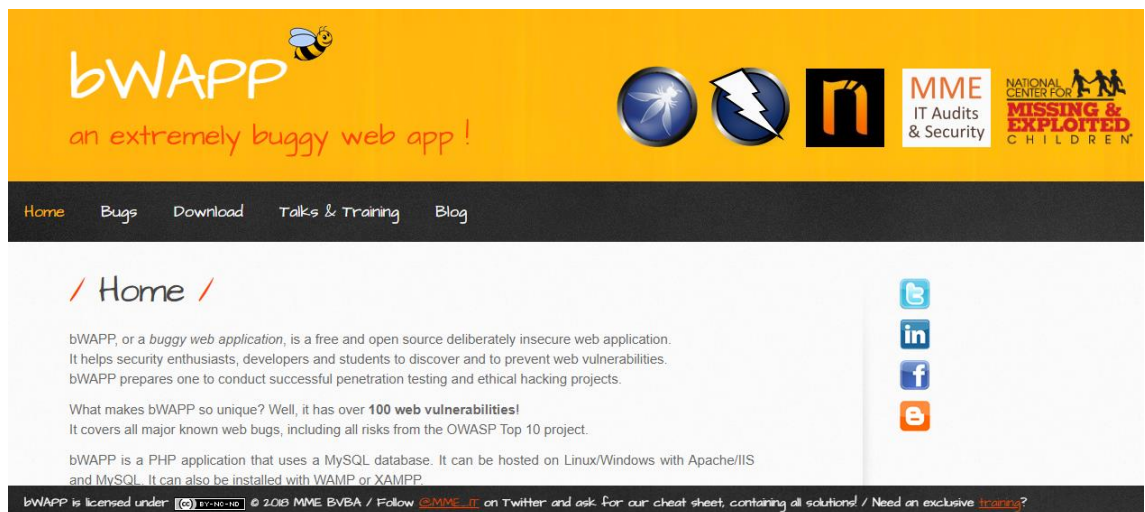 bWAPP
an extremely buggy web app !
n
MME
IT Audits
& Security
NATIONAL
CENTER FOR
MISSING &
EXPLOITED
CHILDREN
Home Bugs Download Talks & Training Blog
/ Home /
bWAPP, or a buggy web application, is a free and open source deliberately insecure web application.
It helps security enthusiasts, developers and students to discover and to prevent web vulnerabilities.
bWAPP prepares one to conduct successful penetration testing and ethical hacking projects.
What makes bWAPP so unique? Well, it has over 100 web vulnerabilities!
It covers all major known web bugs, including all risks from the OWASP Top 10 project.
bWAPP is a PHP application that uses a MySQL database. It can be hosted on Linux/Windows with Apache/IIS
and MySQL. It can also be installed with WAMP or XAMPP.
t
in
f
B
bWAPP is licensed under (cc) BY-NC-ND © 2018 MME BVBA / Follow @MME_IT on Twitter and ask for our cheat sheet, containing all solutions! / Need an exclusive training?